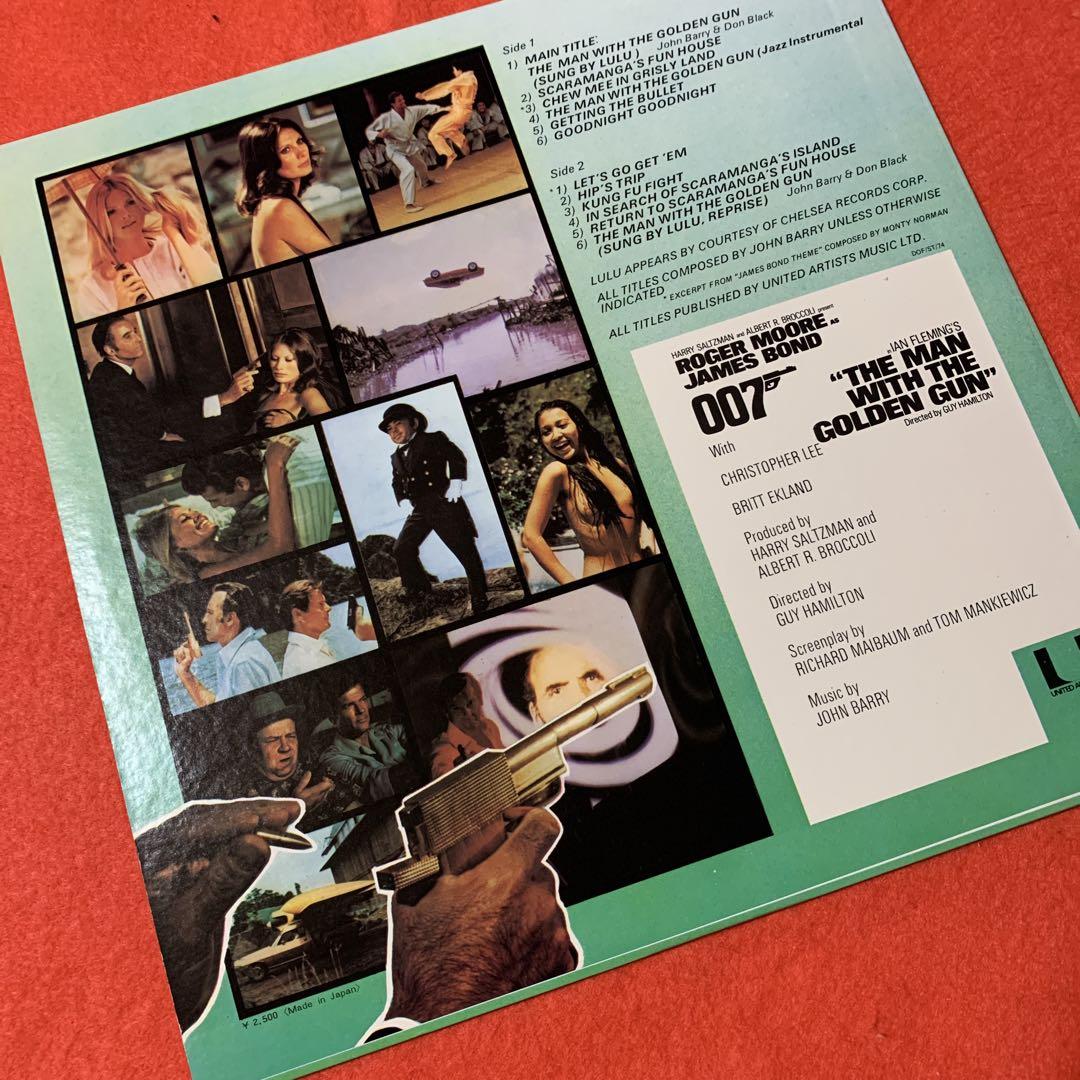 Side 1
1) MAIN TITLE:
THE MAN WITH THE GOLDEN GUN
(SUNG BY LULU) John Barry & Don Black
2) SCARAMANGA'S FUN HOUSE
*3) CHEW MEE IN GRISLY LAND
4) THE MAN WITH THE GOLDEN GUN (Jazz Instrumental
5) GETTING THE BULLET
6) GOODNIGHT GOODNIGHT
Side 2
*1) LET'S GO GET 'EM
2) HIP'S TRIP
3) KUNG FU FIGHT
4) IN SEARCH OF SCARAMANGA'S ISLAND
5) RETURN TO SCARAMANGA'S FUN HOUSE
6) THE MAN WITH THE GOLDEN GUN
(SUNG BY LULU. REPRISE) John Barry & Don Black
LULU APPEARS BY COURTESY OF CHELSEA RECORDS CORP.
ALL TITLES COMPOSED BY JOHN BARRY UNLESS OTHERWISE
INDICATED * EXCERPT FROM "JAMES BOND THEME" COMPOSED BY MONTY NORMAN
ALL TITLES PUBLISHED BY UNITED ARTISTS MUSIC LTD.
DOF/ST/74
HARRY SALTZMAN and ALBERT R. BROCCOLI present
ROGER MOORE AS
JAMES BOND
007
in IAN FLEMING'S
"THE MAN
WITH THE
GOLDEN GUN"
Directed by GUY HAMILTON
With
CHRISTOPHER LEE
BRITT EKLAND
Produced by
HARRY SALTZMAN and
ALBERT R. BROCCOLI
Directed by
GUY HAMILTON
Screenplay by
RICHARD MAIBAUM and TOM MANKIEWICZ
Music by
JOHN BARRY
UNITED
¥2,500 (Made in Japan)